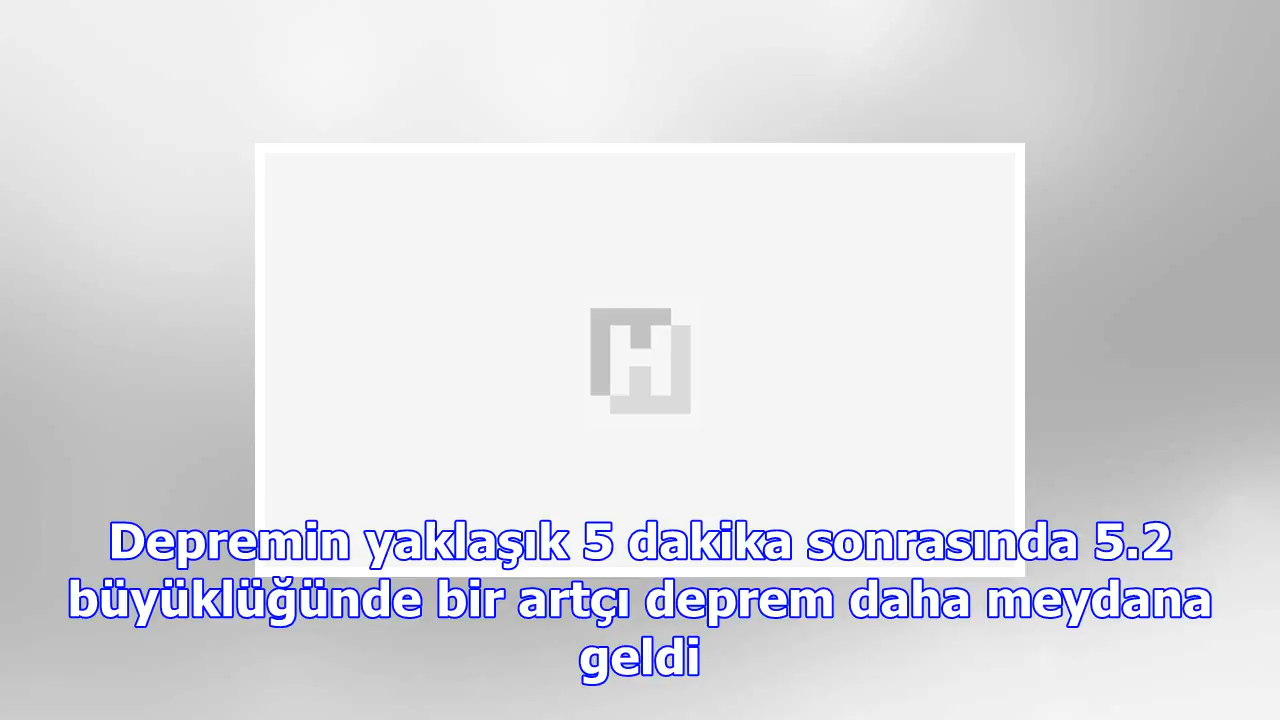 H
Depremin yaklaşık 5 dakika sonrasında 5.2
büyüklüğünde bir artçı deprem daha meydana
geldi